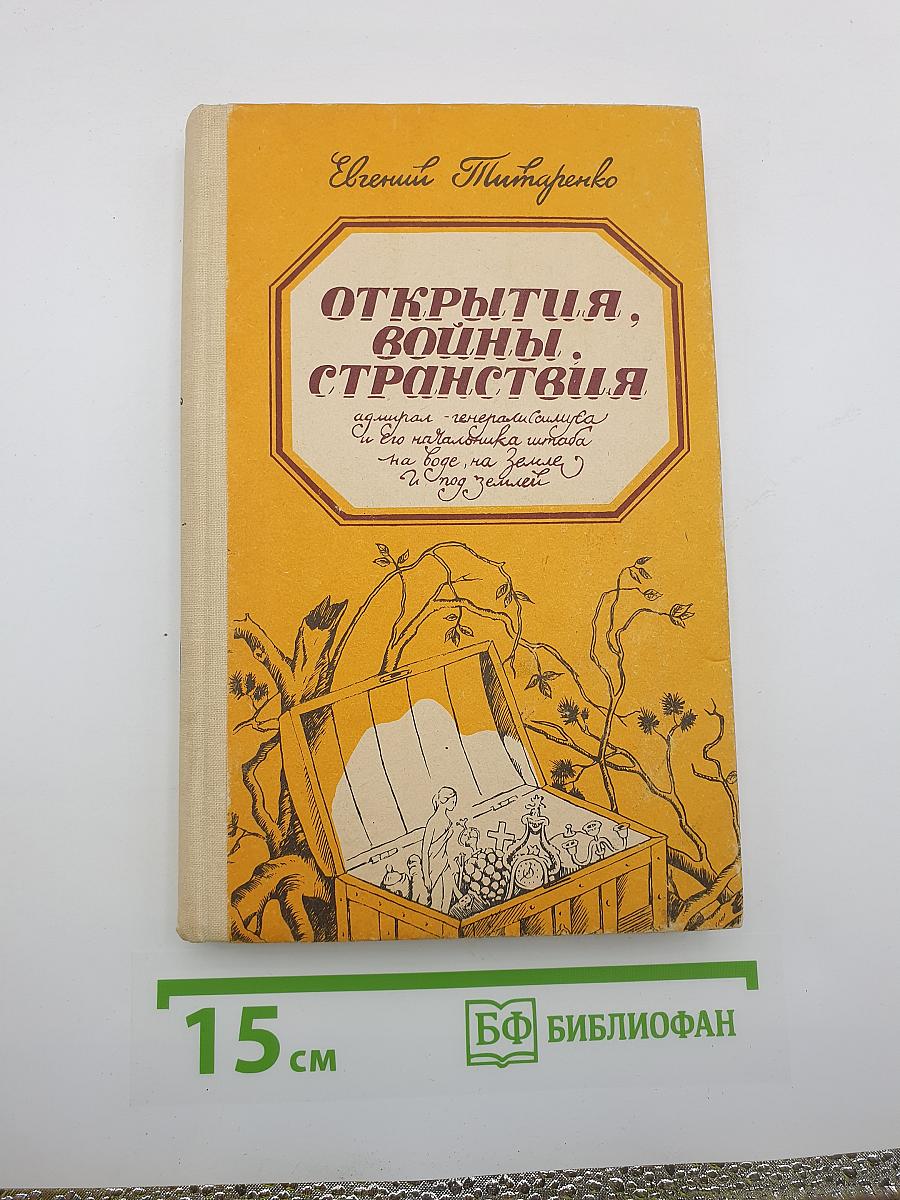 Евгений Титаренко
ОТКРЫТИЯ,
ВОЙНЫ,
СТРАНСТВИЯ
адмирал-генералиссимуса
и его начальника штаба
на воде, на земле
и под землей
15 см
БФ БИБЛИОФАН